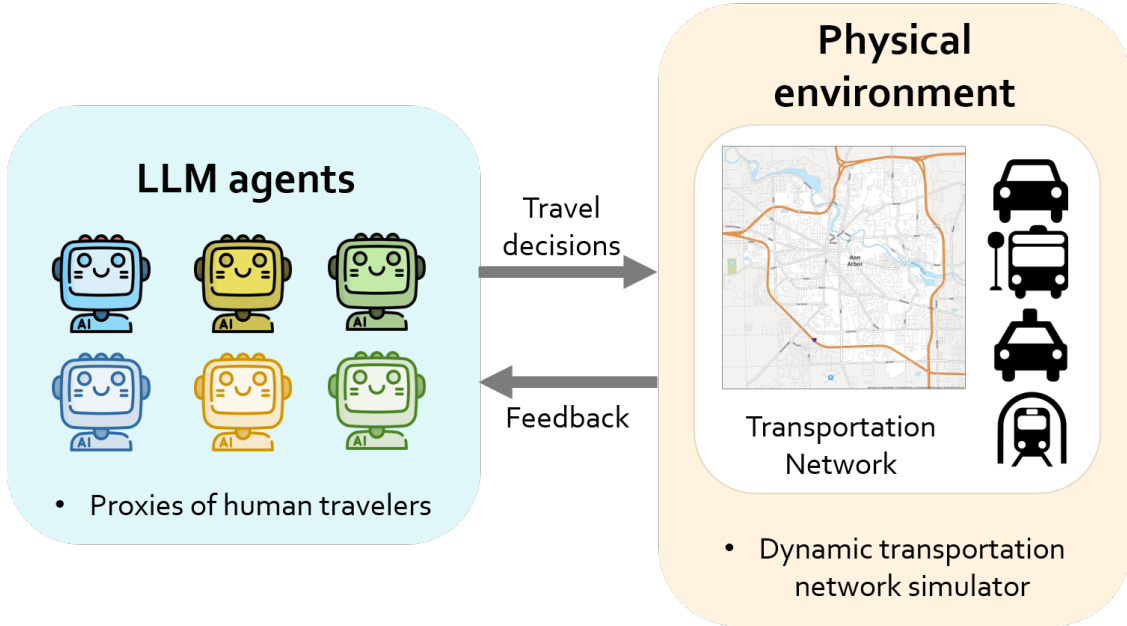 LLM agents
AI
AI
AI
AI
AI
AI
• Proxies of human travelers
Travel
decisions
Feedback
Physical
environment
Ann
Arbor
Transportation
Network
• Dynamic transportation
network simulator